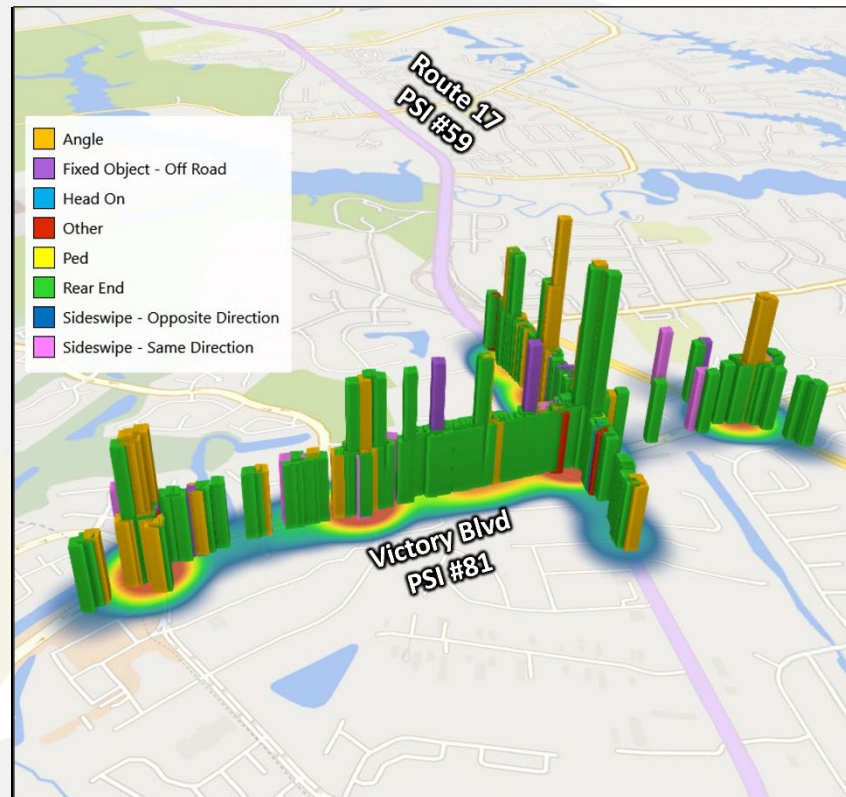 Route 17
PSI #59
Angle
Fixed Object - Off Road
Head On
Other
Ped
Rear End
Sideswipe - Opposite Direction
Sideswipe - Same Direction
Victory Blvd
PSI #81